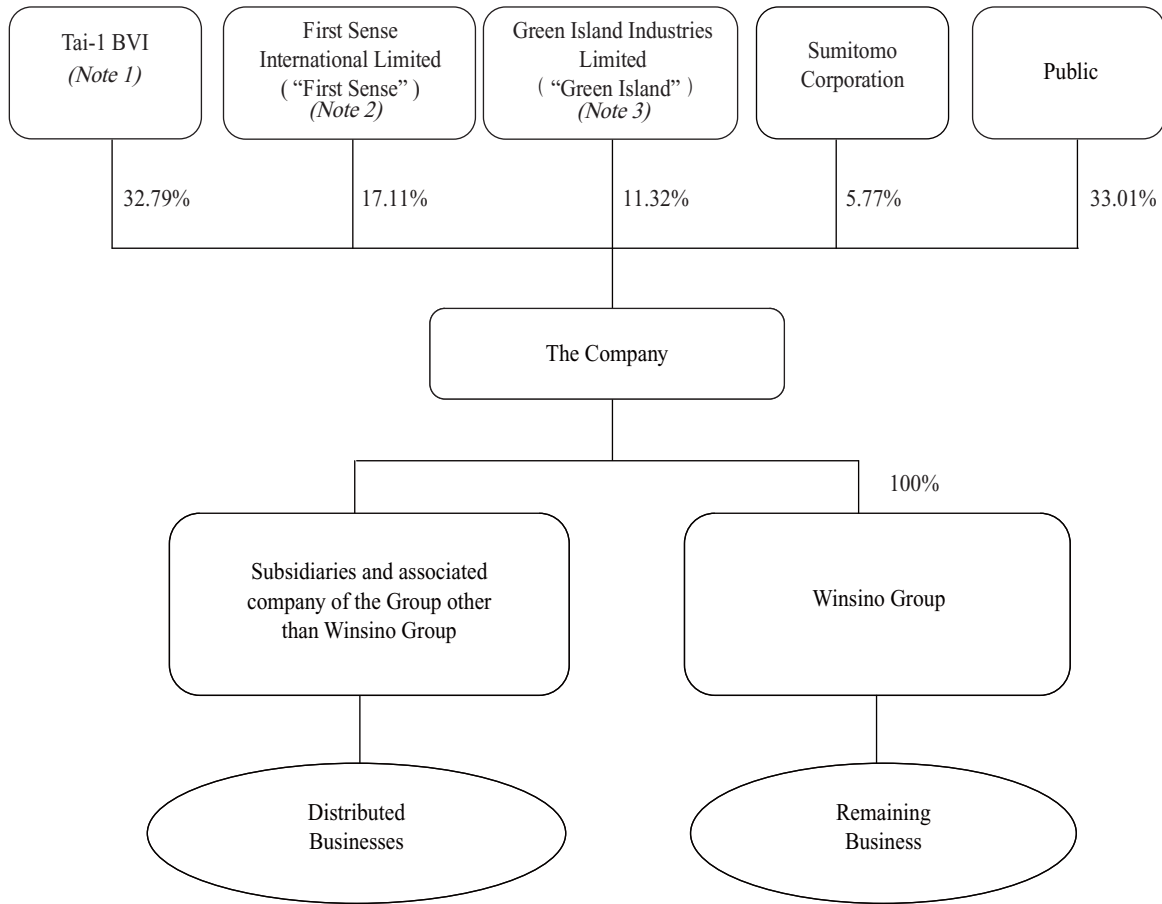 Tai-1 BVI
(Note 1)
First Sense
International Limited
( “First Sense” )
(Note 2)
Green Island Industries
Limited
( “Green Island” )
(Note 3)
Sumitomo
Corporation
Public
32.79%
17.11%
11.32%
5.77%
33.01%
The Company
100%
Subsidiaries and associated
company of the Group other
than Winsino Group
Winsino Group
Distributed
Businesses
Remaining
Business